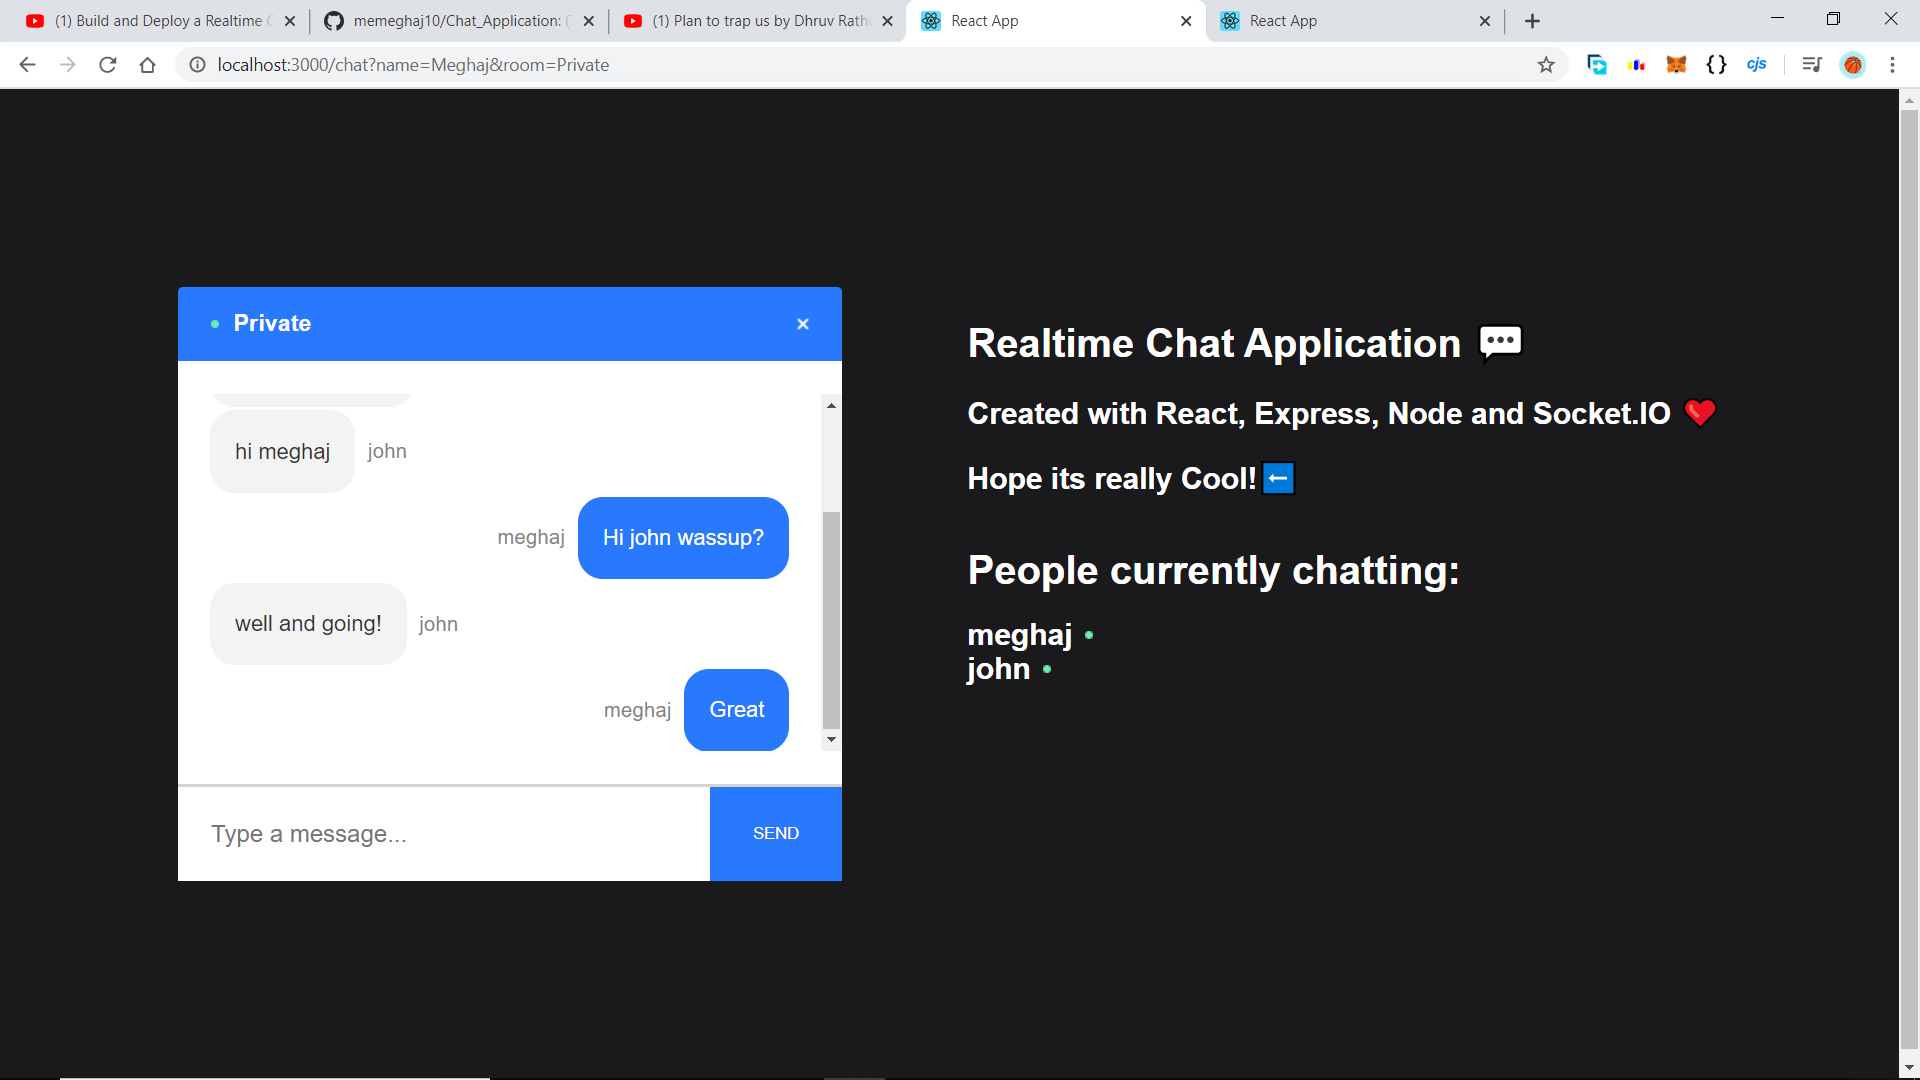 (1) Build and Deploy a Realtime
memeghaj10/Chat_Application:
(1) Plan to trap us by Dhruv Rath
React App
React App
localhost:3000/chat?name=Meghaj&room=Private
cjs
Private
hi meghaj john
meghaj Hi john wassup?
well and going! john
meghaj Great
Type a message...
SEND
Realtime Chat Application 💬
Created with React, Express, Node and Socket.IO ❤️
Hope its really Cool!⬅️
People currently chatting:
meghaj
john